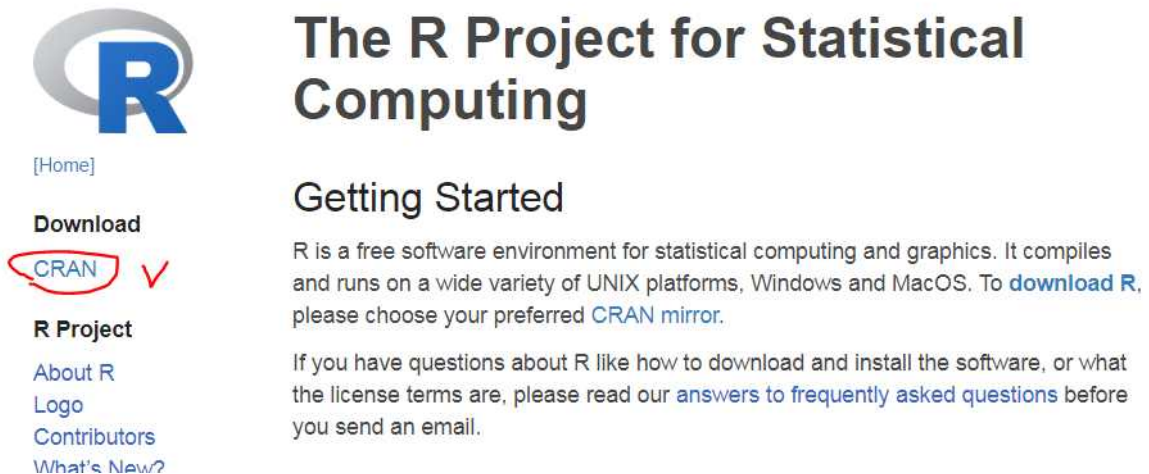 R
The R Project for Statistical
Computing
[Home]
Download
CRAN
R Project
About R
Logo
Contributors
What's New?
Getting Started
R is a free software environment for statistical computing and graphics. It compiles
and runs on a wide variety of UNIX platforms, Windows and MacOS. To download R,
please choose your preferred CRAN mirror.
If you have questions about R like how to download and install the software, or what
the license terms are, please read our answers to frequently asked questions before
you send an email.